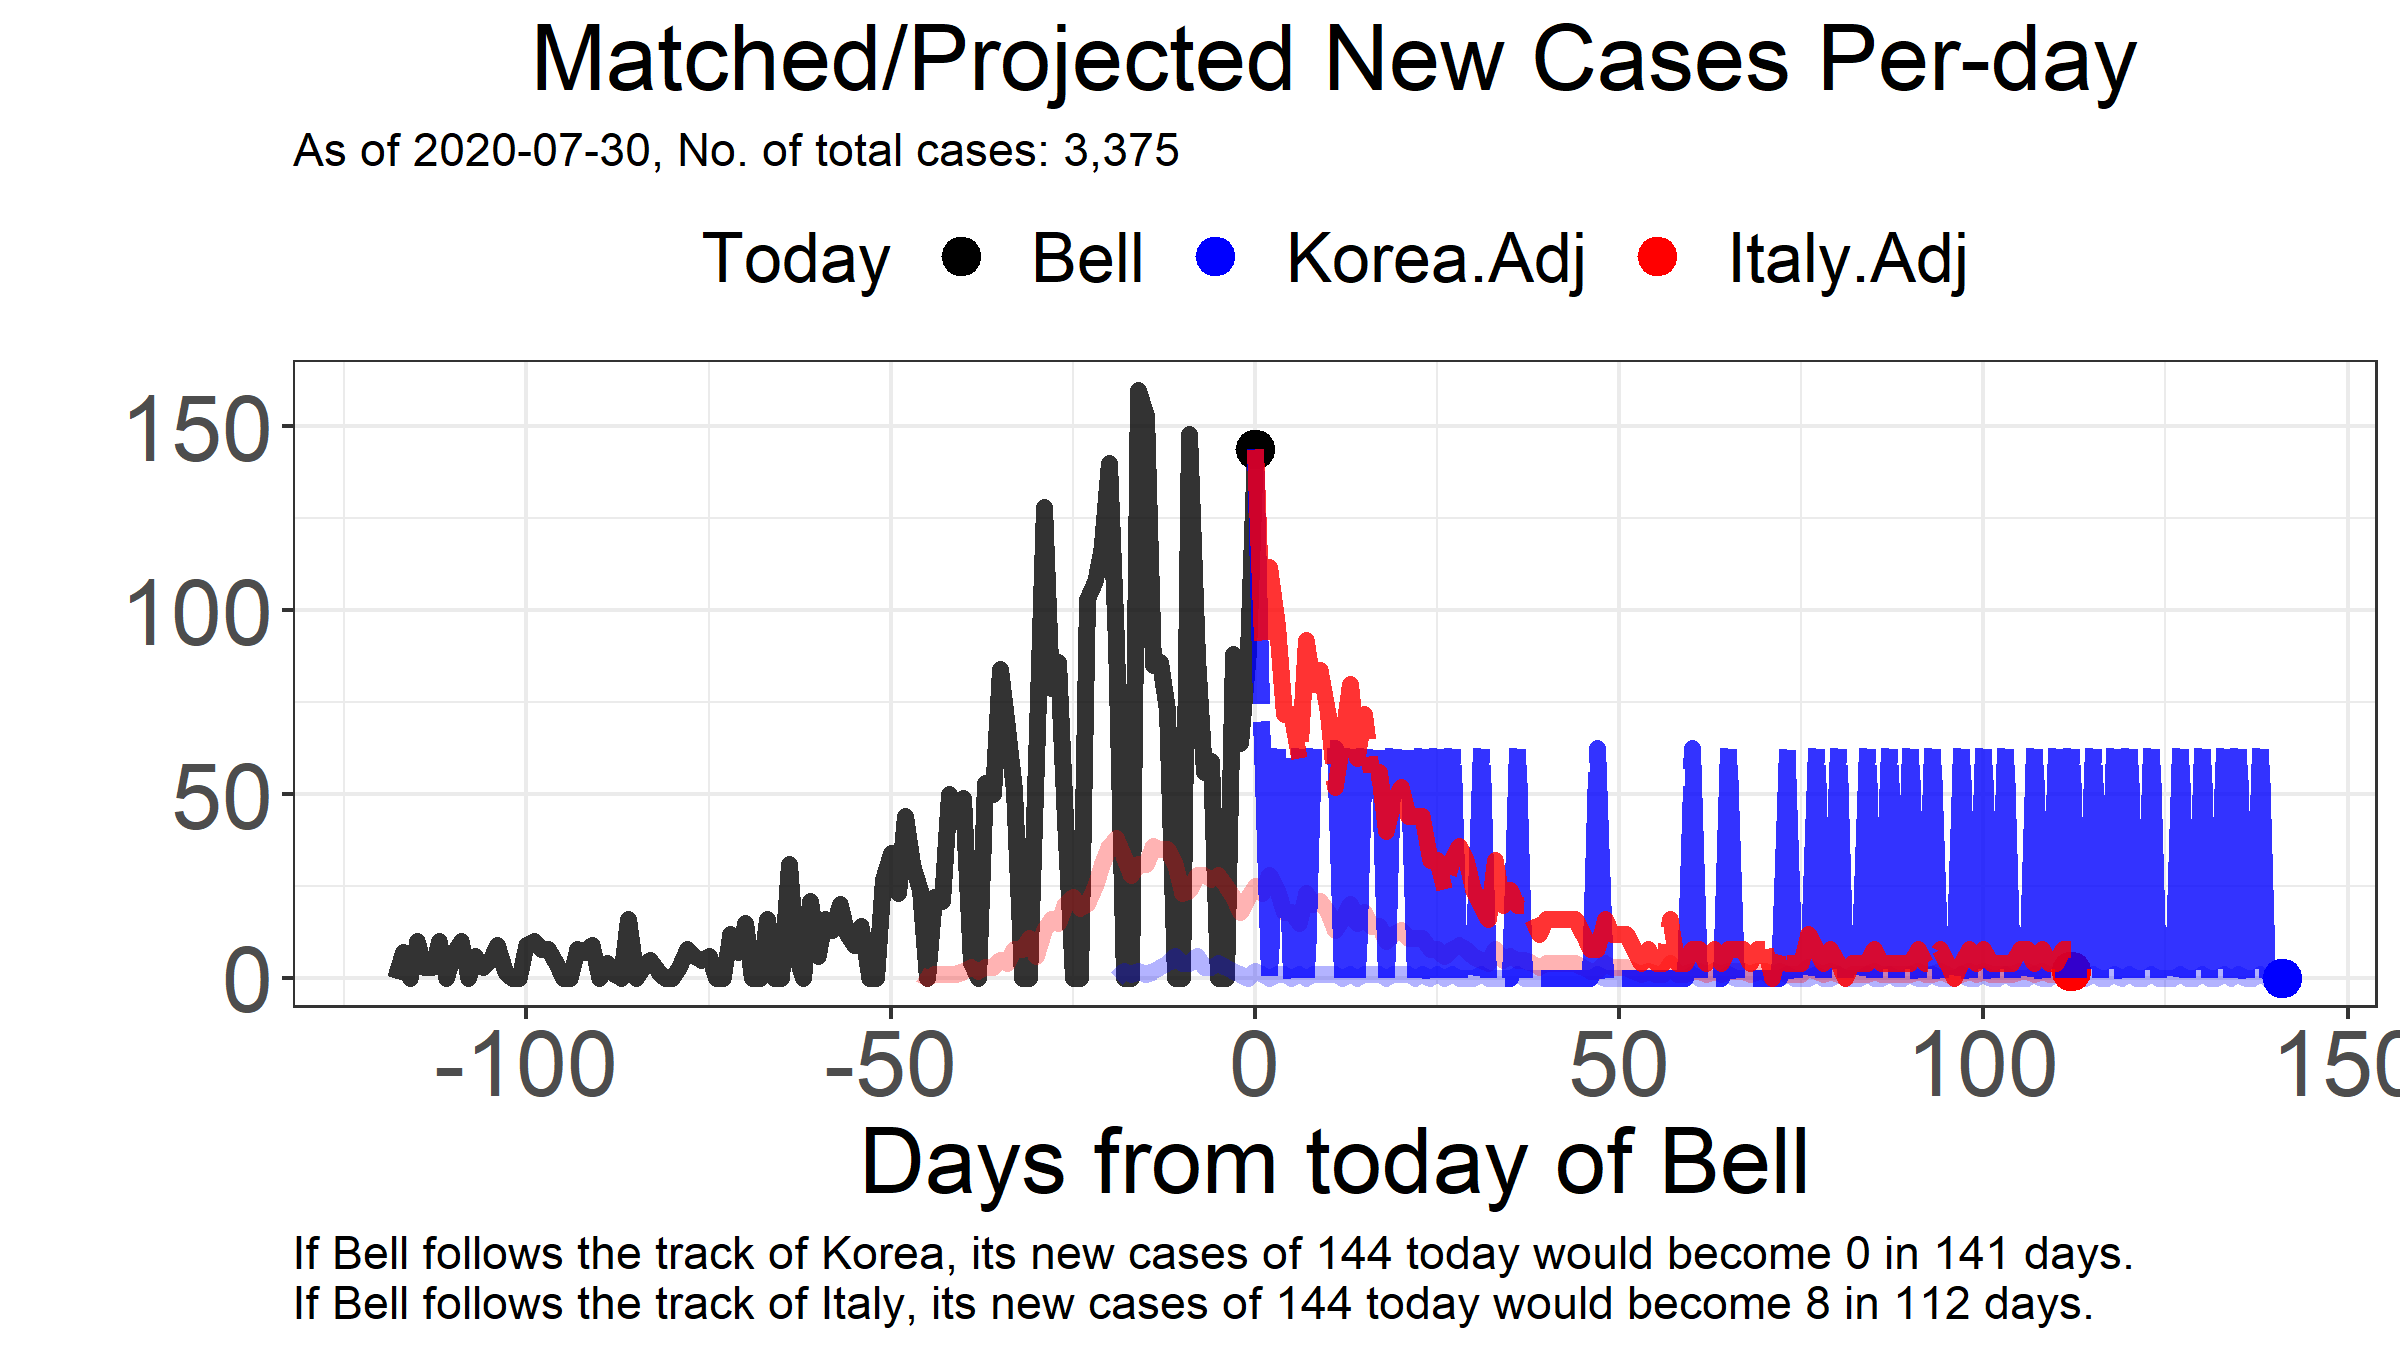 Matched/Projected New Cases Per-day
As of 2020-07-30, No. of total cases: 3,375
Today Bell Korea.Adj Italy.Adj
150
100
50
0
-100 -50 0 50 100 150
Days from today of Bell
If Bell follows the track of Korea, its new cases of 144 today would become 0 in 141 days.
If Bell follows the track of Italy, its new cases of 144 today would become 8 in 112 days.